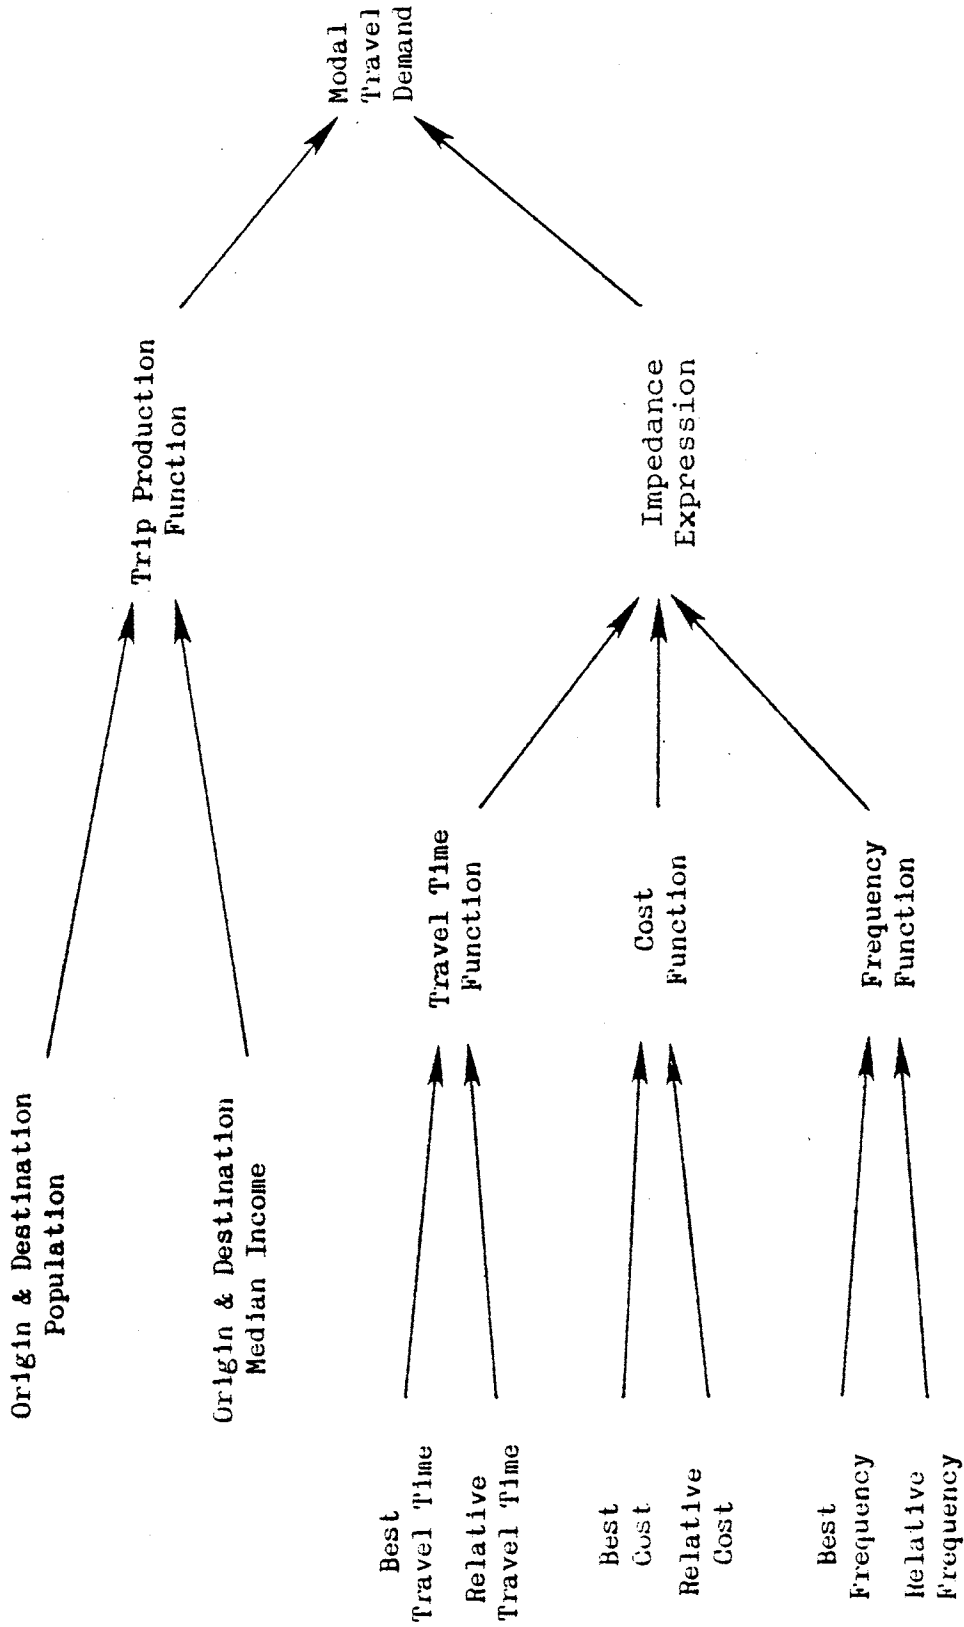 Origin & Destination
Population
Origin & Destination
Median Income
Best
Travel Time
Relative
Travel Time
Best
Cost
Relative
Cost
Best
Frequency
Relative
Frequency
Travel Time
Function
Cost
Function
Frequency
Function
Trip Production
Function
Impedance
Expression
Modal
Travel
Demand